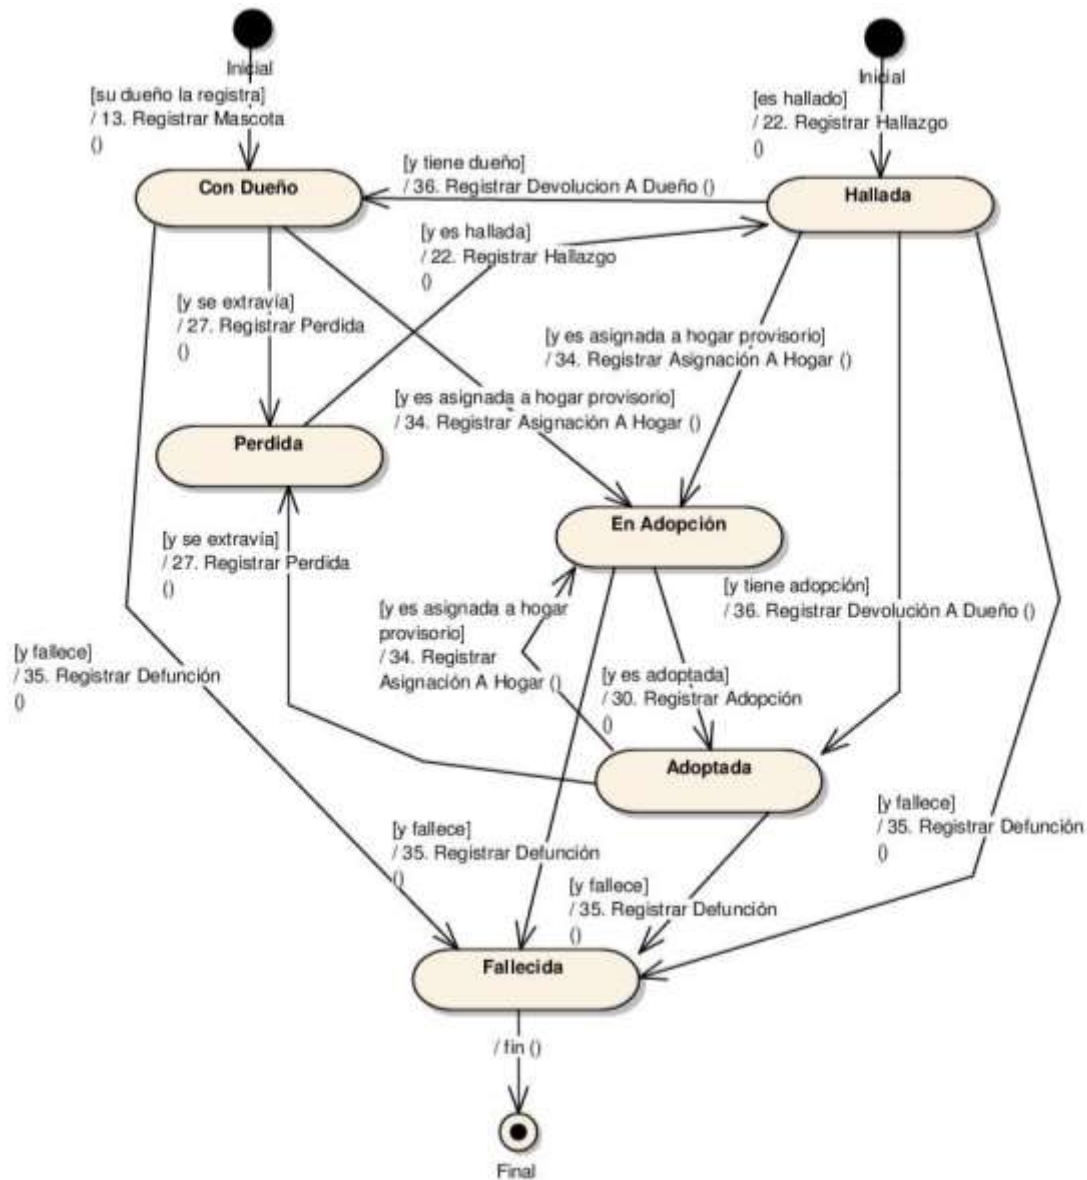 Inicial
Inicial
[su dueño la registra]
/ 13. Registrar Mascota
()
[es hallado]
/ 22. Registrar Hallazgo
()
Con Dueño
[y tiene dueño]
/ 36. Registrar Devolucion A Dueño ()
Hallada
[y es hallada]
/ 22. Registrar Hallazgo
()
[y se extravía]
/ 27. Registrar Perdida
()
[y es asignada a hogar provisorio]
/ 34. Registrar Asignación A Hogar ()
[y es asignada a hogar provisorio]
/ 34. Registrar Asignación A Hogar ()
Perdida
En Adopción
[y se extravía]
/ 27. Registrar Perdida
()
[y tiene adopción]
/ 36. Registrar Devolución A Dueño ()
[y es asignada a hogar
provisorio]
/ 34. Registrar
Asignación A Hogar ()
[y fallece]
/ 35. Registrar Defunción
()
[y es adoptada]
/ 30. Registrar Adopción
()
Adoptada
[y fallece]
/ 35. Registrar Defunción
()
[y fallece]
/ 35. Registrar Defunción
()
[y fallece]
/ 35. Registrar Defunción
()
Fallecida
/ fin ()
Final